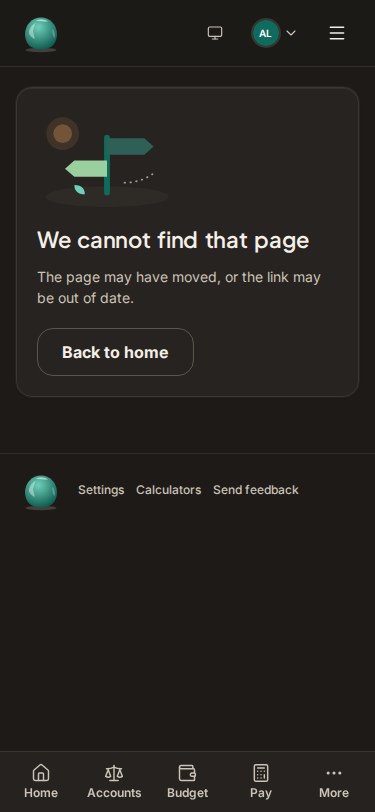 AL
We cannot find that page
The page may have moved, or the link may
be out of date.
Back to home
Settings Calculators Send feedback
Home Accounts Budget Pay More